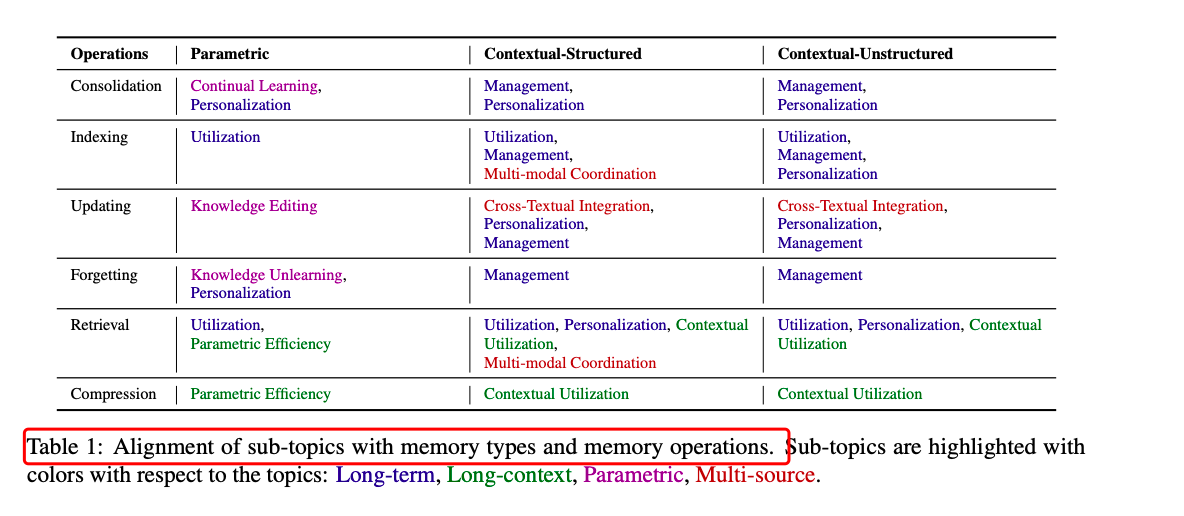 Operations Parametric Contextual-Structured Contextual-Unstructured
Consolidation Continual Learning, Management, Management,
Personalization Personalization Personalization
Indexing Utilization Utilization, Utilization,
Management, Management,
Multi-modal Coordination Personalization
Updating Knowledge Editing Cross-Textual Integration, Cross-Textual Integration,
Personalization, Personalization,
Management Management
Forgetting Knowledge Unlearning, Management Management
Personalization
Retrieval Utilization, Utilization, Personalization, Contextual Utilization, Personalization, Contextual
Parametric Efficiency Utilization, Utilization
Multi-modal Coordination
Compression Parametric Efficiency Contextual Utilization Contextual Utilization
Table 1: Alignment of sub-topics with memory types and memory operations. Sub-topics are highlighted with
colors with respect to the topics: Long-term, Long-context, Parametric, Multi-source.